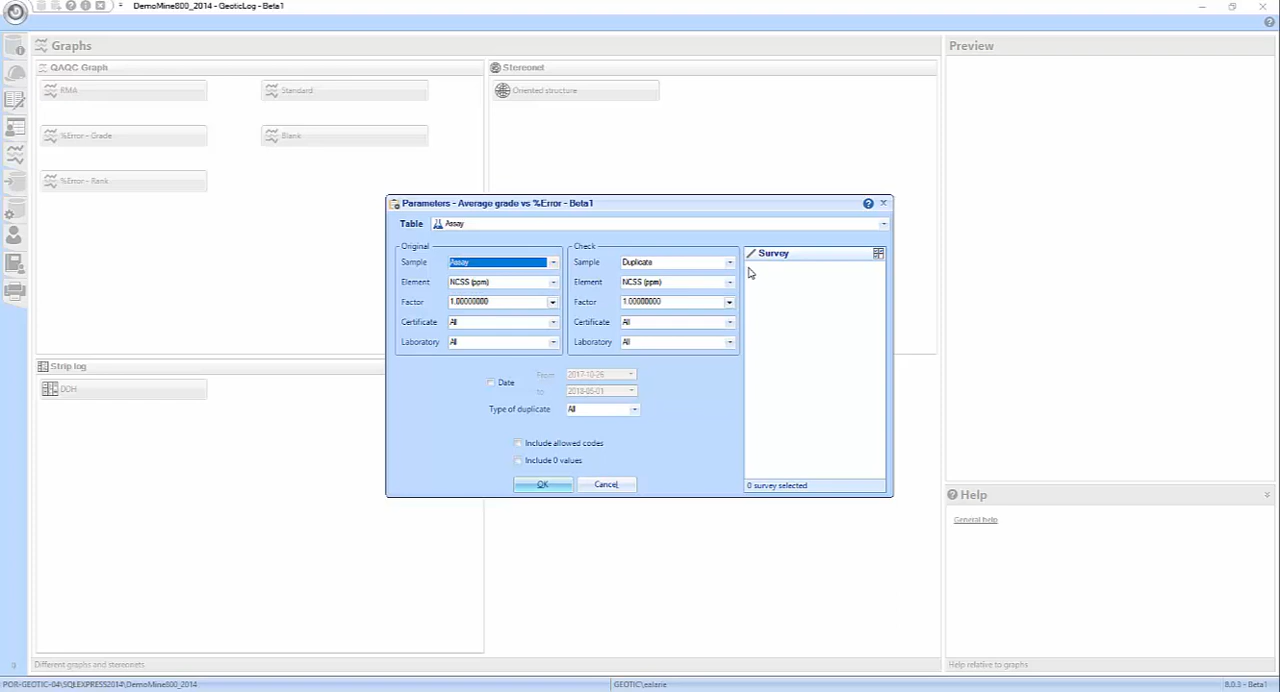 DemoMine800_2014 - GeoticLog - Beta1
Graphs
Preview
QAQC Graph
Stereonet
RMA
Standard
Oriented structure
%Error - Grade
Blank
%Error - Rank
Parameters - Average grade vs %Error - Beta1
Table
Assay
Original
Check
Survey
Sample
Assay
Sample
Duplicate
Element
NCSS (ppm)
Element
NCSS (ppm)
Factor
1.00000000
Factor
1.00000000
Certificate
All
Certificate
All
Laboratory
All
Laboratory
All
Strip log
DDH
Date
From
2017-10-26
to
2018-05-01
Type of duplicate
All
Include allowed codes
Include 0 values
OK
Cancel
0 survey selected
Help
General help
Different graphs and stereonets
Help relative to graphs
POR-GEOTIC-04\SQLEXPRESS2014\DemoMine800_2014
GEOTIC\ealarie
8.0.3 - Beta1